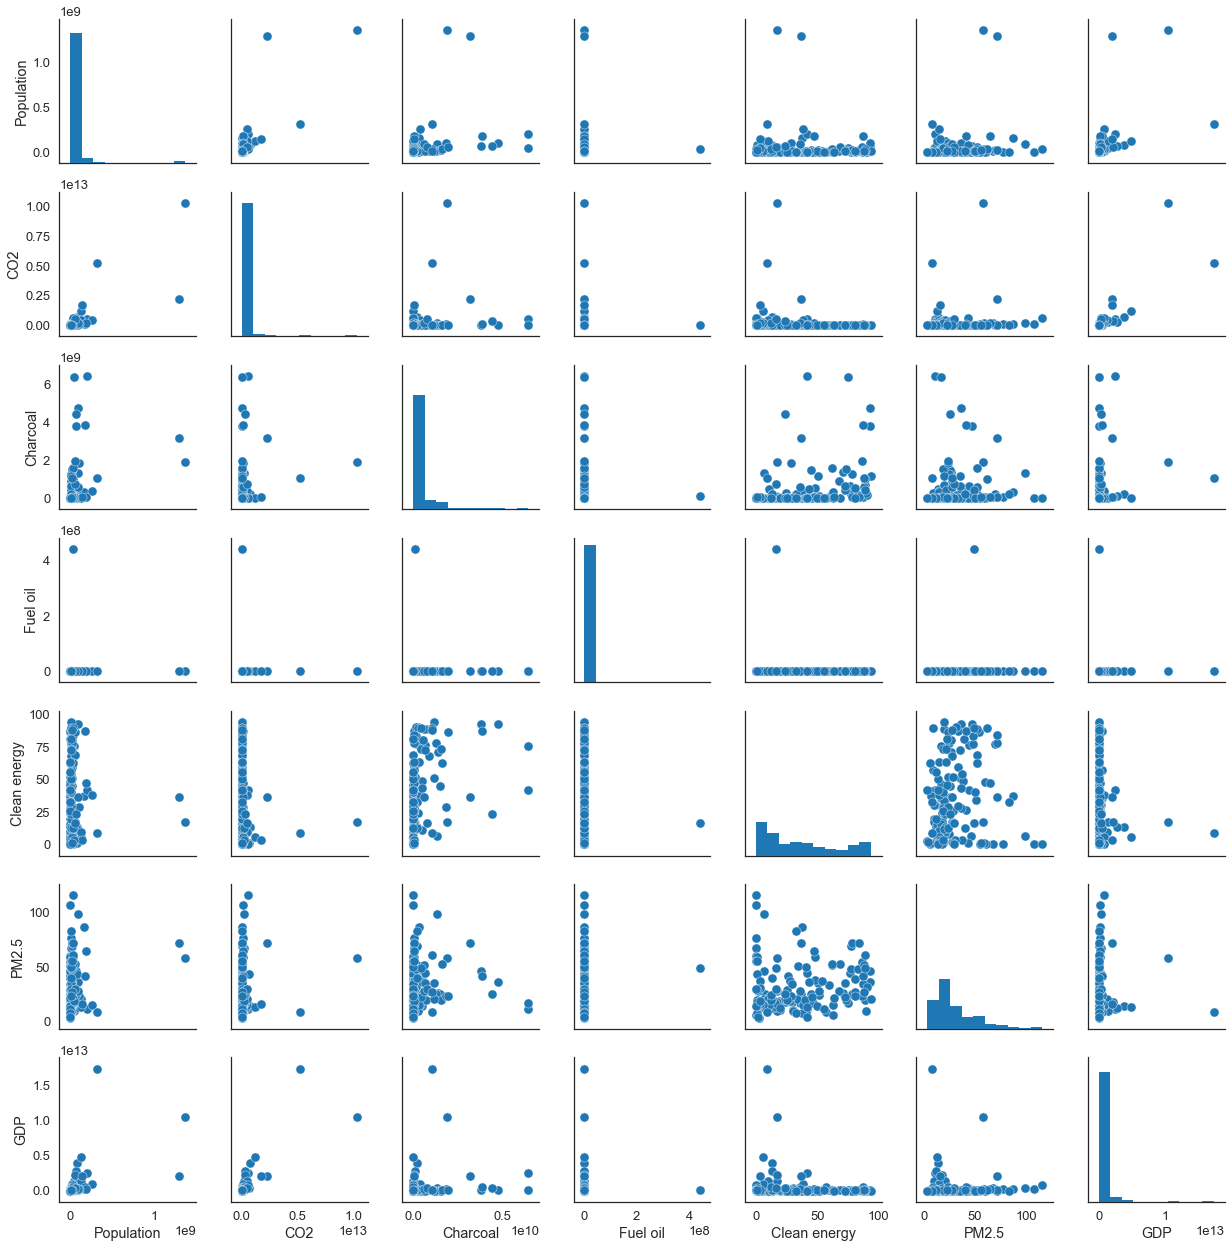 1e9
Population
1.0
0.5
0.0
1e13
CO2
1.00
0.75
0.50
0.25
0.00
1e9
Charcoal
6
4
2
0
1e8
Fuel oil
4
2
0
Clean energy
100
75
50
25
0
PM2.5
100
50
0
1e13
GDP
1.5
1.0
0.5
0.0
0 1 0.0 0.5 1.0 0.0 0.5 0 2 4 0 50 100 0 50 100 0 1
1e9 1e13 1e10 1e8 1e13
Population CO2 Charcoal Fuel oil Clean energy PM2.5 GDP